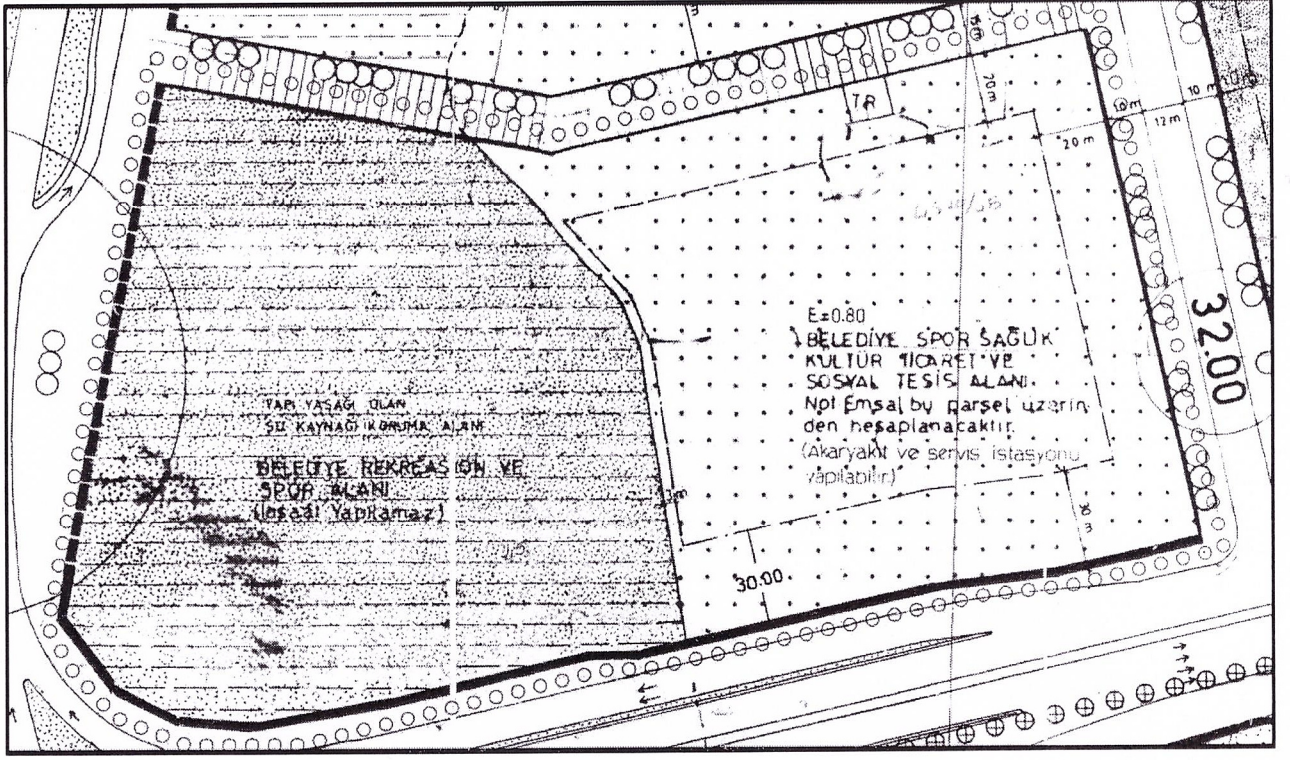 TR
20 m
10 m
10 m
12 m
20 m
32.00
E=0.80
BELEDİYE SPOR SAĞLIK
KÜLTÜR TİCARET VE
SOSYAL TESİS ALANI
Not Emsal bu parsel üzerin
den hesaplanacaktır.
(Akaryakıt ve servis istasyonu
yapılabilir.)
YAPI YASAĞI OLAN
SU KAYNAĞI KORUMA ALANI
BELEDİYE REKREASYON VE
SPOR ALANI
(İnşaat Yapılamaz)
30.00